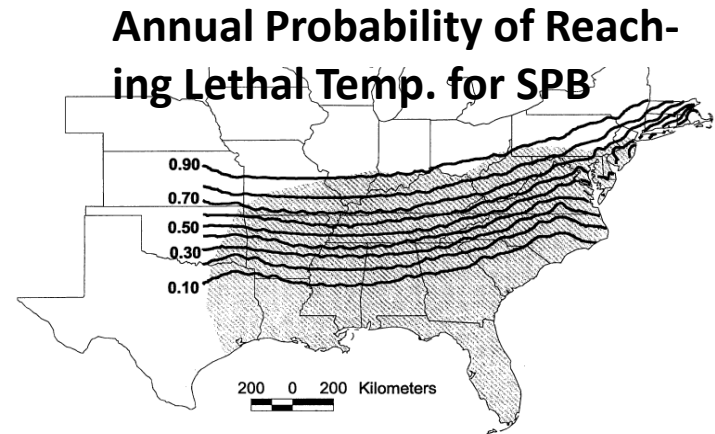 Annual Probability of Reach-
ing Lethal Temp. for SPB
0.90
0.70
0.50
0.30
0.10
200 0 200 Kilometers